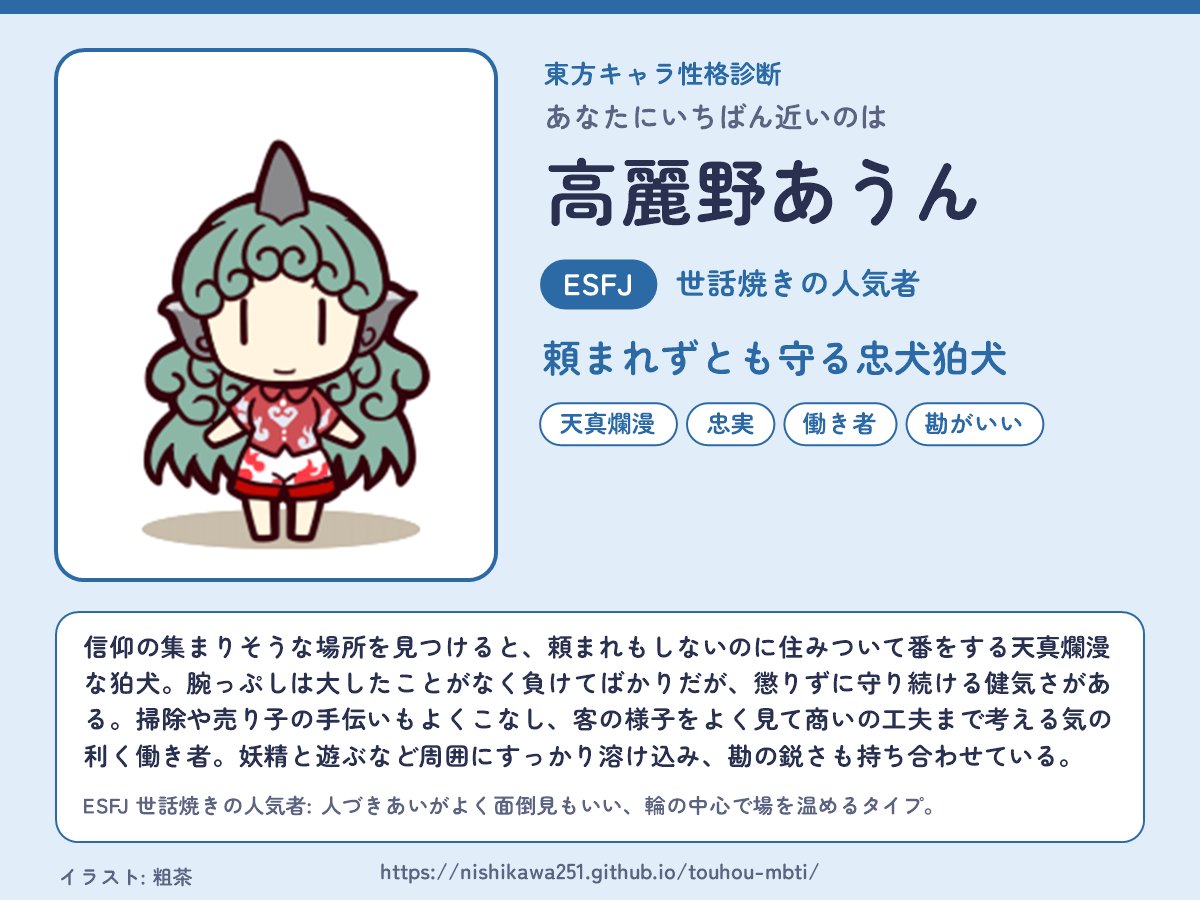 東方キャラ性格診断
あなたにいちばん近いのは
高麗野あうん
ESFJ 世話焼きの人気者
頼まれずとも守る忠犬狛犬
天真爛漫 忠実 働き者 勘がいい
信仰の集まりそうな場所を見つけると、頼まれもしないのに住みついて番をする天真爛漫
な狛犬。腕っぷしは大したことがなく負けてばかりだが、懲りずに守り続ける健気さがあ
る。掃除や売り子の手伝いもよくこなし、客の様子をよく見て商いの工夫まで考える気の
利く働き者。妖精と遊ぶなど周囲にすっかり溶け込み、勘の鋭さも持ち合わせている。
ESFJ 世話焼きの人気者: 人づきあいがよく面倒見もいい、輪の中心で場を温めるタイプ。
イラスト: 粗茶
https://nishikawa251.github.io/touhou-mbti/